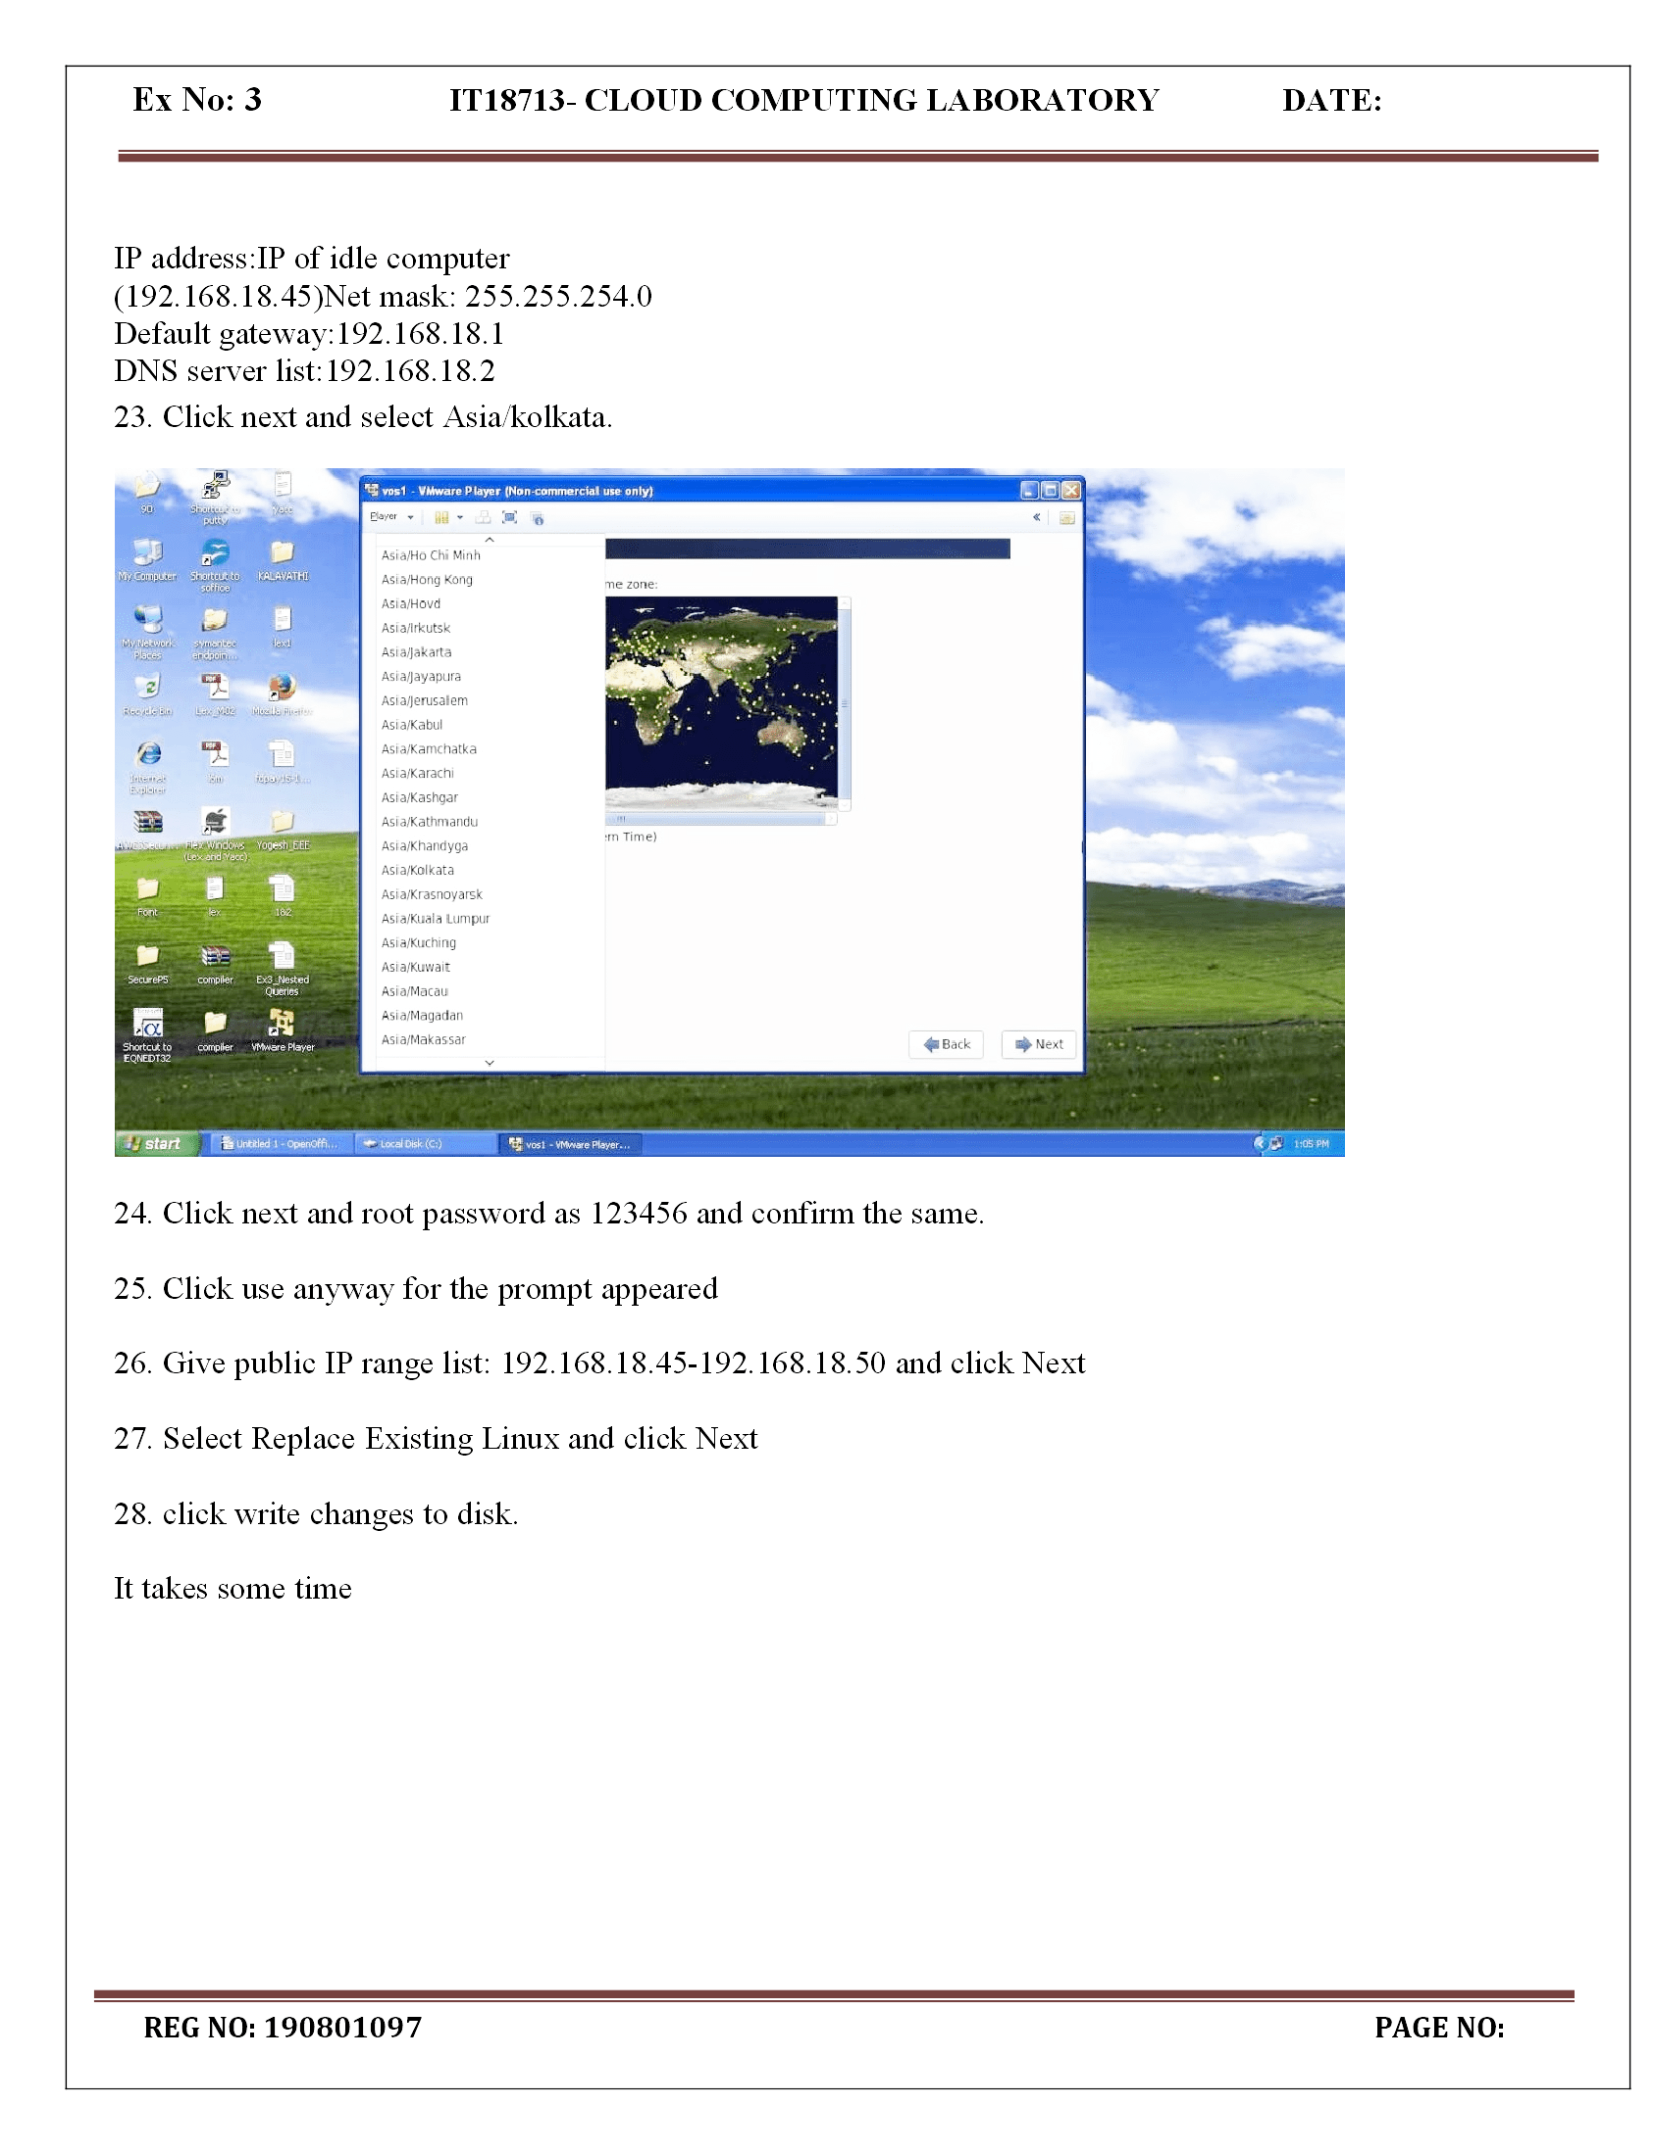 Ex No: 3 IT18713- CLOUD COMPUTING LABORATORY DATE:
IP address:IP of idle computer
(192.168.18.45)Net mask: 255.255.254.0
Default gateway:192.168.18.1
DNS server list:192.168.18.2
23. Click next and select Asia/kolkata.
vos1 - VMware Player (Non-commercial use only)
Player
90
Shortcut to
putty
yacc
My Computer
Shortcut to
soffice
KALAVATHI
My Network
Places
symantec
endpoin...
lex1
Recycle Bin
Mozilla Firefox
Internet
Explorer
Flex Windows
(Lex and Yacc)
Yogesh_EEE
Font
lex
1&2
SecurePS
compiler
Ex3_Nested
Queries
Shortcut to
EQNEDT32
compiler
VMware Player
Asia/Ho Chi Minh
Asia/Hong Kong
Asia/Hovd
Asia/Irkutsk
Asia/Jakarta
Asia/Jayapura
Asia/Jerusalem
Asia/Kabul
Asia/Kamchatka
Asia/Karachi
Asia/Kashgar
Asia/Kathmandu
Asia/Khandyga
Asia/Kolkata
Asia/Krasnoyarsk
Asia/Kuala Lumpur
Asia/Kuching
Asia/Kuwait
Asia/Macau
Asia/Magadan
Asia/Makassar
me zone:
ern Time)
Back Next
start Untitled 1 - OpenOffi... Local Disk (C:) vos1 - VMware Player... 1:05 PM
24. Click next and root password as 123456 and confirm the same.
25. Click use anyway for the prompt appeared
26. Give public IP range list: 192.168.18.45-192.168.18.50 and click Next
27. Select Replace Existing Linux and click Next
28. click write changes to disk.
It takes some time
REG NO: 190801097 PAGE NO: